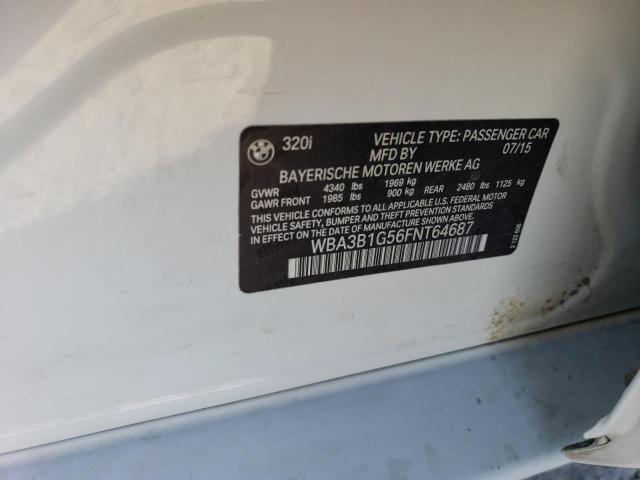 320i
VEHICLE TYPE: PASSENGER CAR
MFD BY 07/15
BAYERISCHE MOTOREN WERKE AG
GVWR 4340 lbs 1969 kg
GAWR FRONT 1985 lbs 900 kg REAR 2480 lbs 1125 kg
THIS VEHICLE CONFORMS TO ALL APPLICABLE U.S. FEDERAL MOTOR
VEHICLE SAFETY, BUMPER, AND THEFT PREVENTION STANDARDS
IN EFFECT ON THE DATE OF MANUFACTURE SHOWN ABOVE.
WBA3B1G56FNT64687